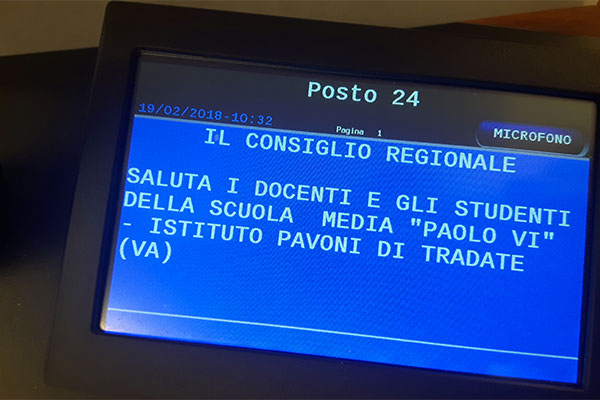 Posto 24
19/02/2018-10:32
Pagina 1
MICROFONO
IL CONSIGLIO REGIONALE
SALUTA I DOCENTI E GLI STUDENTI
DELLA SCUOLA MEDIA "PAOLO VI"
- ISTITUTO PAVONI DI TRADATE
(VA)